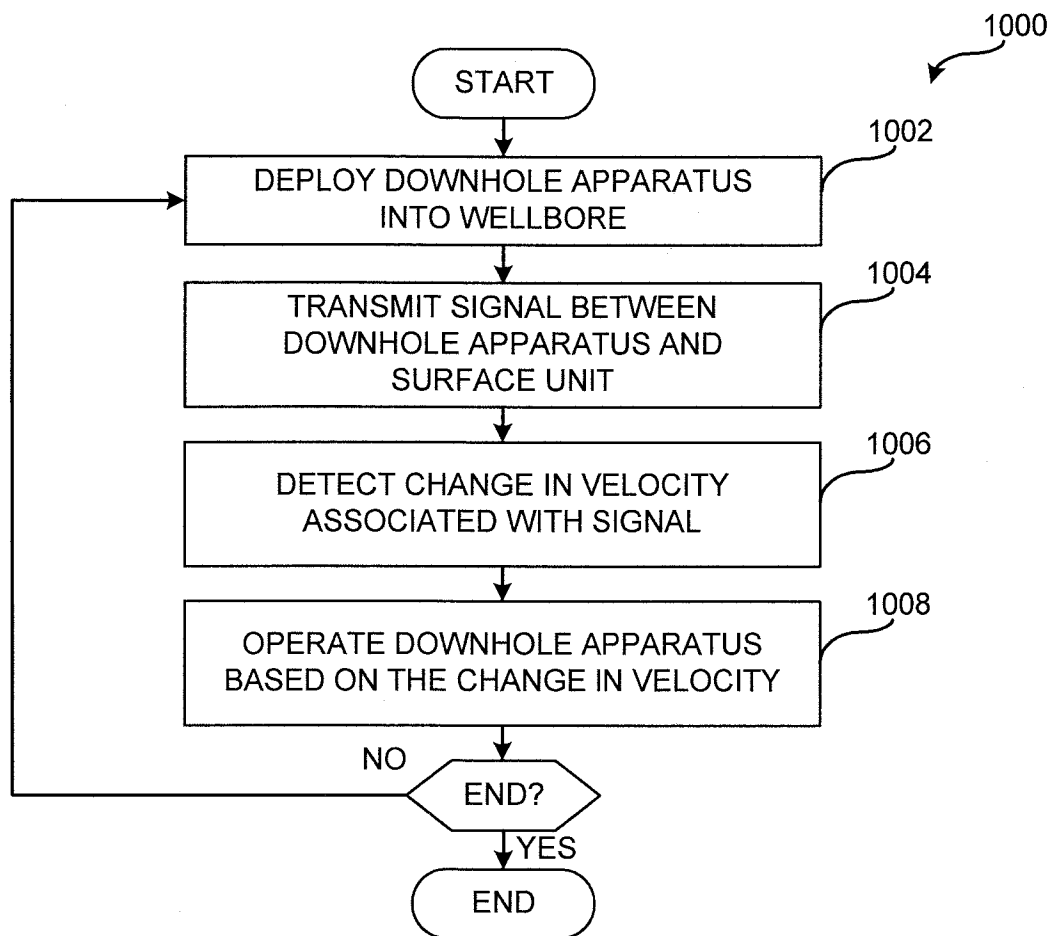 1000
START
1002
DEPLOY DOWNHOLE APPARATUS
INTO WELLBORE
1004
TRANSMIT SIGNAL BETWEEN
DOWNHOLE APPARATUS AND
SURFACE UNIT
1006
DETECT CHANGE IN VELOCITY
ASSOCIATED WITH SIGNAL
1008
OPERATE DOWNHOLE APPARATUS
BASED ON THE CHANGE IN VELOCITY
NO
END?
YES
END